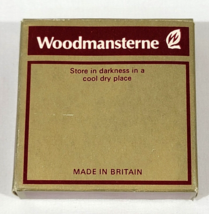 Woodmansterne
Store in darkness in a
cool dry place
MADE IN BRITAIN